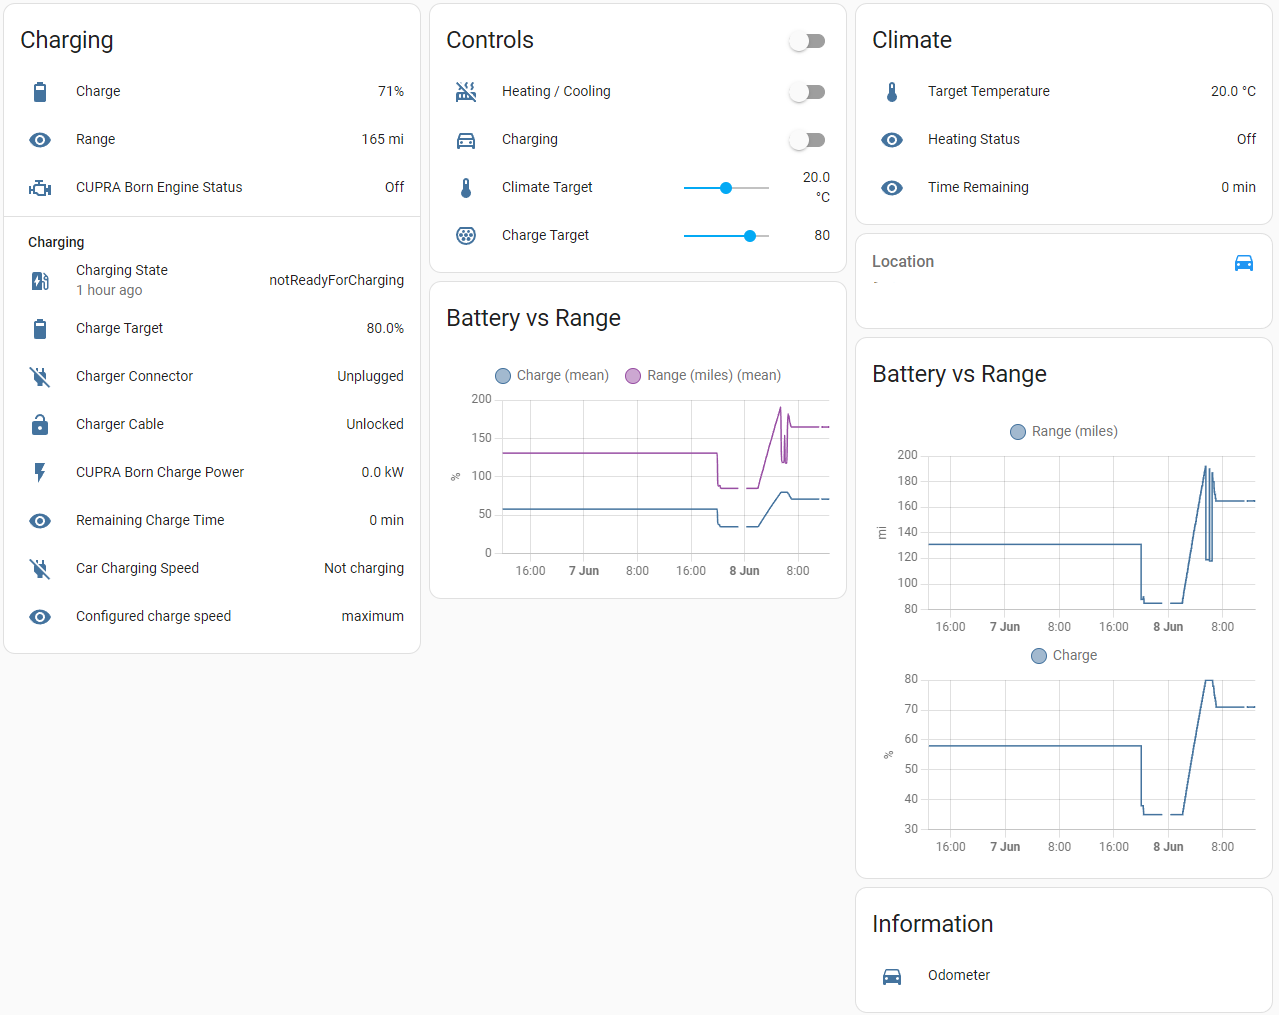 Charging
Charge 71%
Range 165 mi
CUPRA Born Engine Status Off
Charging
Charging State notReadyForCharging
1 hour ago
Charge Target 80.0%
Charger Connector Unplugged
Charger Cable Unlocked
CUPRA Born Charge Power 0.0 kW
Remaining Charge Time 0 min
Car Charging Speed Not charging
Configured charge speed maximum
Controls
Heating / Cooling
Charging
Climate Target 20.0 °C
Charge Target 80
Battery vs Range
Charge (mean) Range (miles) (mean)
200
150
100
50
0
%
16:00 7 Jun 8:00 16:00 8 Jun 8:00
Climate
Target Temperature 20.0 °C
Heating Status Off
Time Remaining 0 min
Location
-
Battery vs Range
Range (miles)
200
180
160
140
120
100
80
mi
16:00 7 Jun 8:00 16:00 8 Jun 8:00
Charge
80
70
60
50
40
30
%
16:00 7 Jun 8:00 16:00 8 Jun 8:00
Information
Odometer